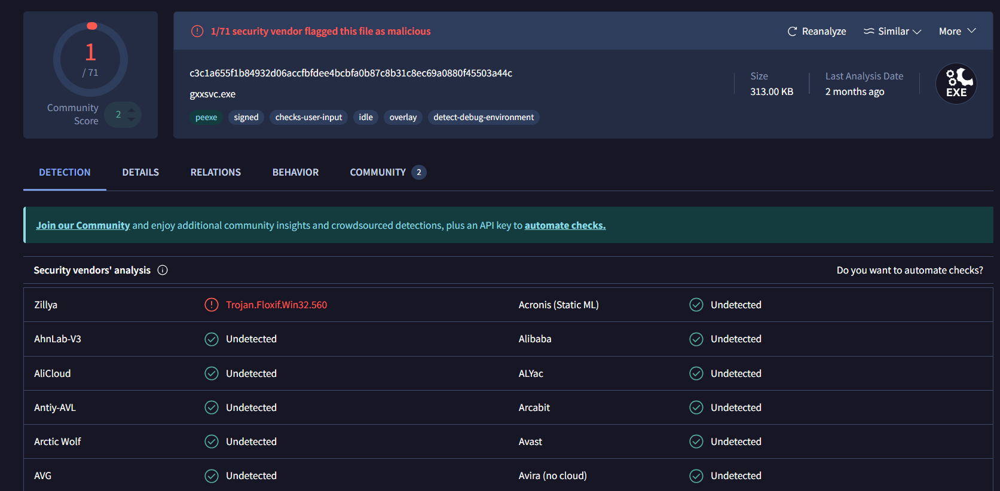 1
/ 71
Community
Score
2
1/71 security vendor flagged this file as malicious
Reanalyze
Similar
More
c3c1a655f1b84932d06accfbfdee4bcbfa0b87c8b31c8ec69a0880f45503a44c
gxxsvc.exe
peexe signed checks-user-input idle overlay detect-debug-environment
Size
313.00 KB
Last Analysis Date
2 months ago
EXE
DETECTION DETAILS RELATIONS BEHAVIOR COMMUNITY 2
Join our Community and enjoy additional community insights and crowdsourced detections, plus an API key to automate checks.
Security vendors' analysis Do you want to automate checks?
Zillya Trojan.Floxif.Win32.560 Acronis (Static ML) Undetected
AhnLab-V3 Undetected Alibaba Undetected
AliCloud Undetected ALYac Undetected
Antiy-AVL Undetected Arcabit Undetected
Arctic Wolf Undetected Avast Undetected
AVG Undetected Avira (no cloud) Undetected